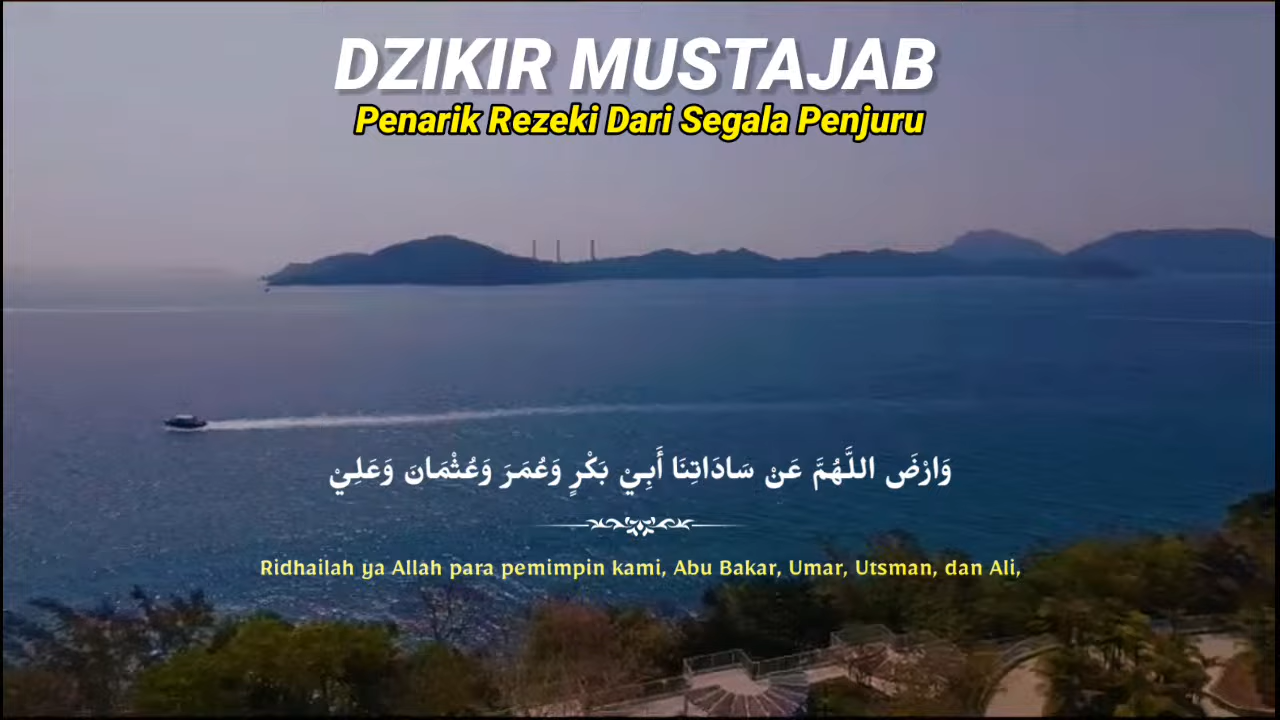 DZIKIR MUSTAJAB
Penarik Rezeki Dari Segala Penjuru
وَارْضَ اللَّهُمَّ عَنْ سَادَاتِنَا أَبِيْ بَكْرٍ وَعُمَرَ وَعُثْمَانَ وَعَلِيْ
Ridhailah ya Allah para pemimpin kami, Abu Bakar, Umar, Utsman, dan Ali,